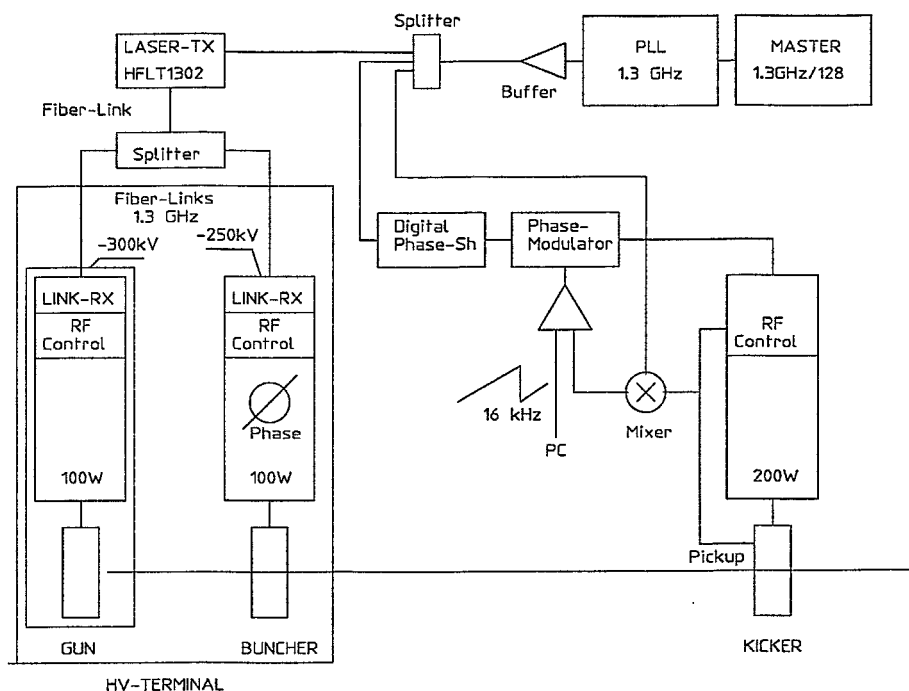 Splitter
LASER-TX
HFLT1302
PLL
1.3 GHz
MASTER
1.3GHz/128
Buffer
Fiber-Link
Splitter
Fiber-Links
1.3 GHz
-300kV
-250kV
Digital
Phase-Sh
Phase-
Modulator
LINK-RX
RF
Control
LINK-RX
RF
Control
RF
Control
Phase
16 kHz
PC
Mixer
100W
100W
200W
Pickup
GUN
BUNCHER
KICKER
HV-TERMINAL